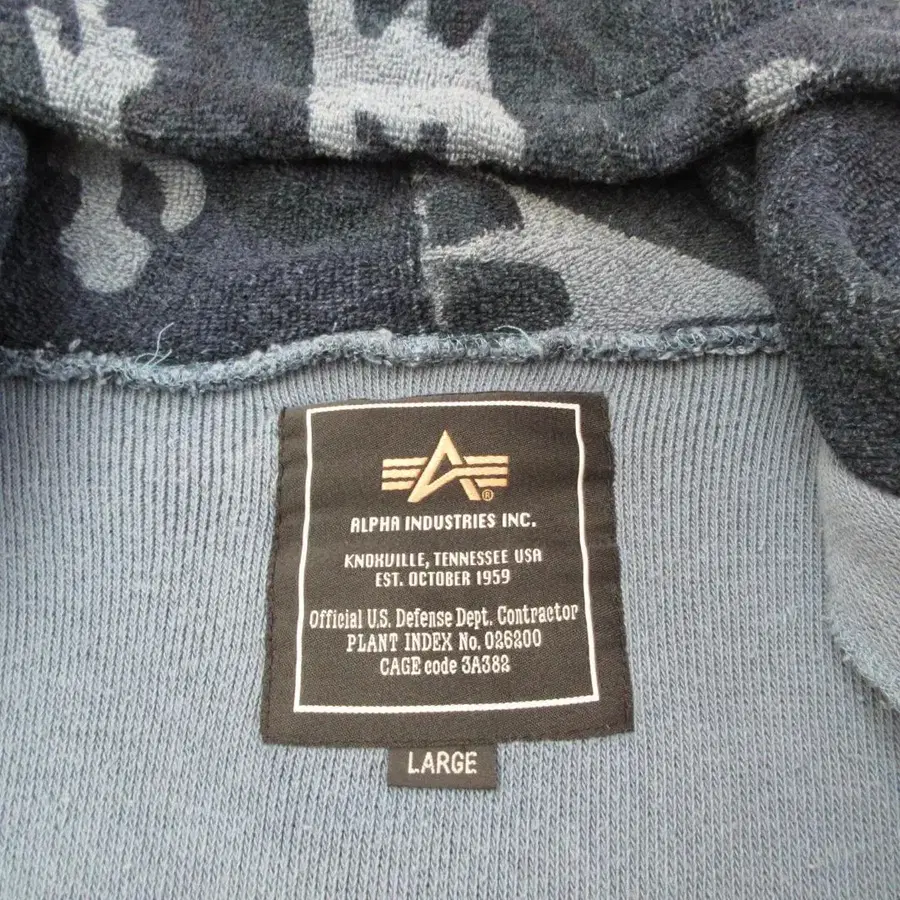 ®
ALPHA INDUSTRIES INC.
KNOXVILLE, TENNESSEE USA
EST. OCTOBER 1959
Official U.S. Defense Dept. Contractor
PLANT INDEX No. 026200
CAGE code 3A382
LARGE